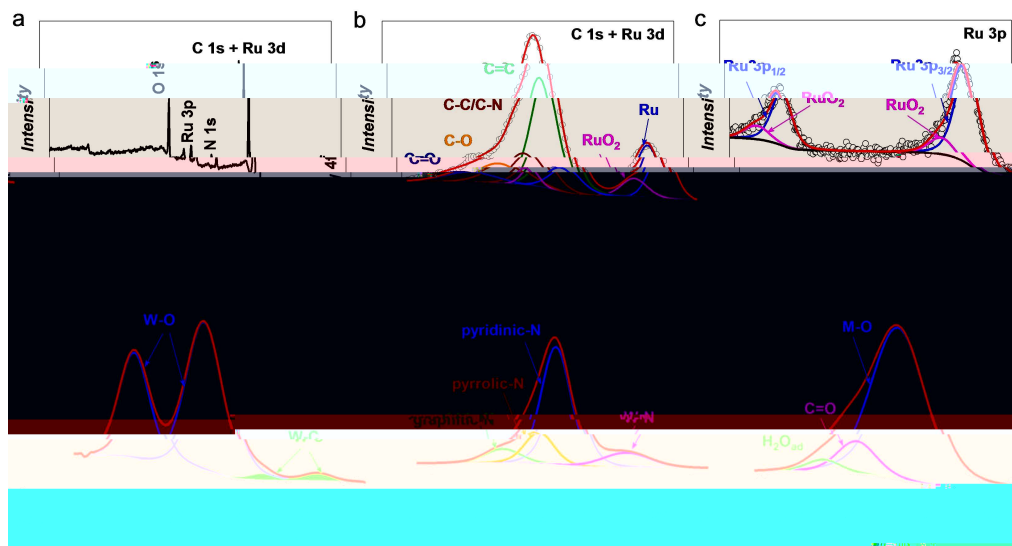 a
b
c
C 1s + Ru 3d
C 1s + Ru 3d
Ru 3p
O 1s
C=C
Ru 3p1/2
Ru 3p3/2
RuO2
C-C/C-N
Ru
RuO2
Ru 3p
N 1s
C-O
RuO2
C=O
Intensity
Intensity
Intensity
W-O
pyridinic-N
M-O
pyrrolic-N
C=O
H2Oad